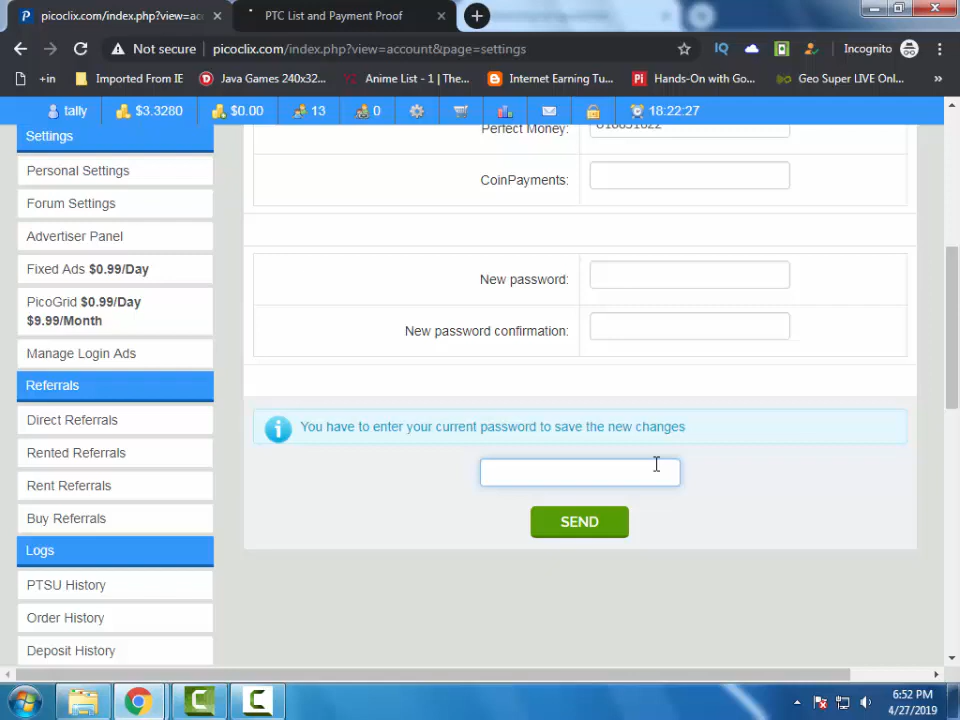 picoclix.com/index.php?view=acc
PTC List and Payment Proof
Not secure
picoclix.com/index.php?view=account&page=settings
IQ
Incognito
+in
Imported From IE
Java Games 240x32...
Anime List - 1 | The...
Internet Earning Tu...
Hands-On with Go...
Geo Super LIVE Onl...
»
tally
$3.3280
$0.00
13
0
18:22:27
Settings
Personal Settings
Forum Settings
Advertiser Panel
Fixed Ads $0.99/Day
PicoGrid $0.99/Day
$9.99/Month
Manage Login Ads
Referrals
Direct Referrals
Rented Referrals
Rent Referrals
Buy Referrals
Logs
PTSU History
Order History
Deposit History
Perfect Money:
CoinPayments:
New password:
New password confirmation:
You have to enter your current password to save the new changes
SEND
6:52 PM
4/27/2019